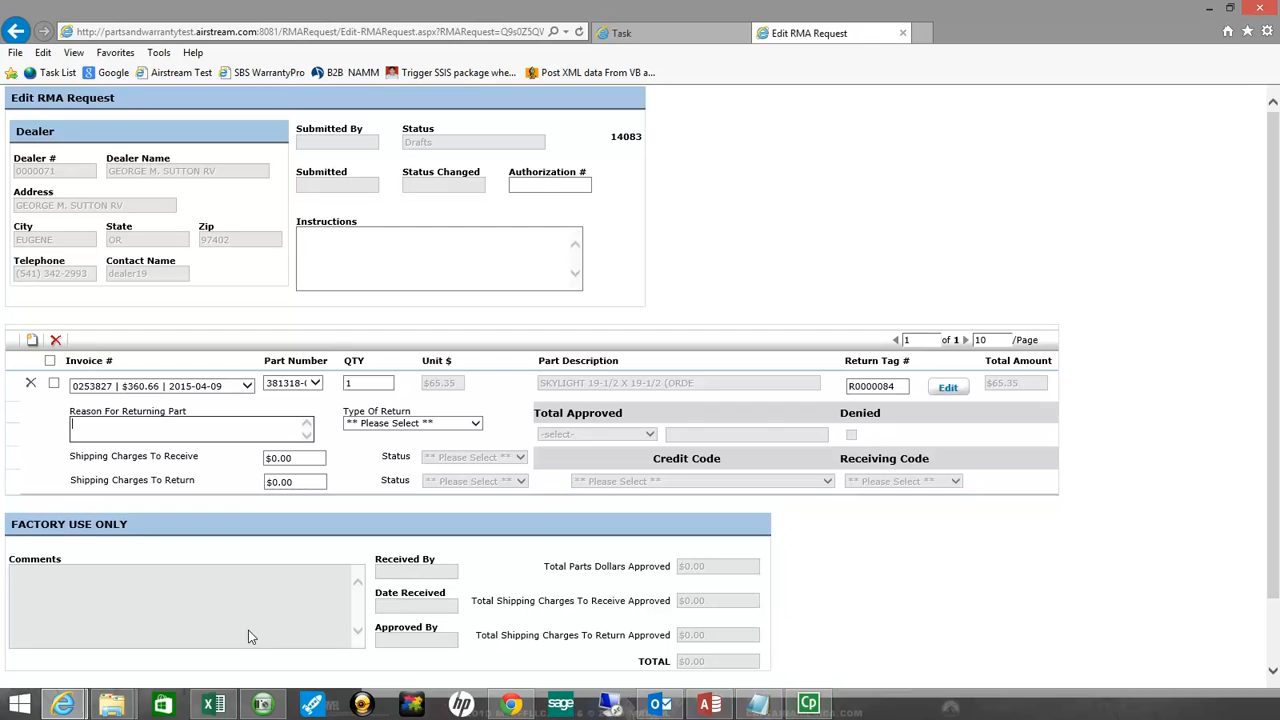 http://partsandwarrantytest.airstream.com:8081/RMARequest/Edit-RMARequest.aspx?RMARequest=Q9s0Z5QV
Task
Edit RMA Request
File Edit View Favorites Tools Help
Task List Google Airstream Test SBS WarrantyPro B2B NAMM Trigger SSIS package whe... Post XML data From VB a...
Edit RMA Request
Dealer
Submitted By Status
Drafts
14083
Dealer # Dealer Name
0000071 GEORGE M. SUTTON RV
Submitted Status Changed Authorization #
Address
GEORGE M. SUTTON RV
City State Zip
EUGENE OR 97402
Instructions
Telephone Contact Name
(541) 342-2993 dealer19
1 of 1 10 /Page
Invoice # Part Number QTY Unit $ Part Description Return Tag # Total Amount
0253827 | $360.66 | 2015-04-09 381318-( 1 $65.35 SKYLIGHT 19-1/2 X 19-1/2 (ORDE R0000084 Edit $65.35
Reason For Returning Part Type Of Return Total Approved Denied
** Please Select **
-select-
Shipping Charges To Receive $0.00 Status ** Please Select ** Credit Code Receiving Code
Shipping Charges To Return $0.00 Status ** Please Select ** ** Please Select ** ** Please Select **
FACTORY USE ONLY
Comments Received By Total Parts Dollars Approved $0.00
Date Received Total Shipping Charges To Receive Approved $0.00
Approved By Total Shipping Charges To Return Approved $0.00
TOTAL $0.00
hp sage Cp